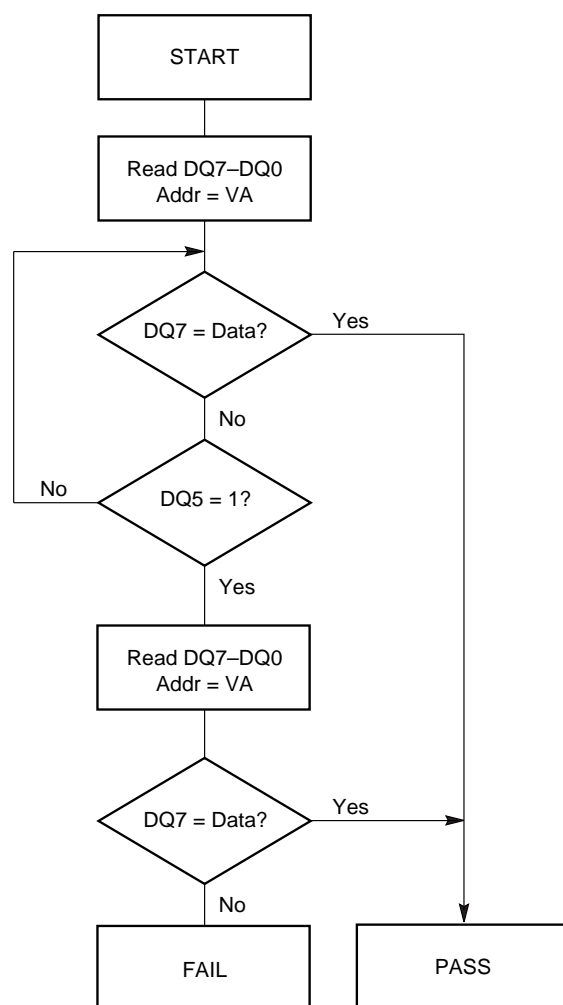 START
Read DQ7–DQ0
Addr = VA
DQ7 = Data?
Yes
No
No
DQ5 = 1?
Yes
Read DQ7–DQ0
Addr = VA
DQ7 = Data?
Yes
No
FAIL
PASS